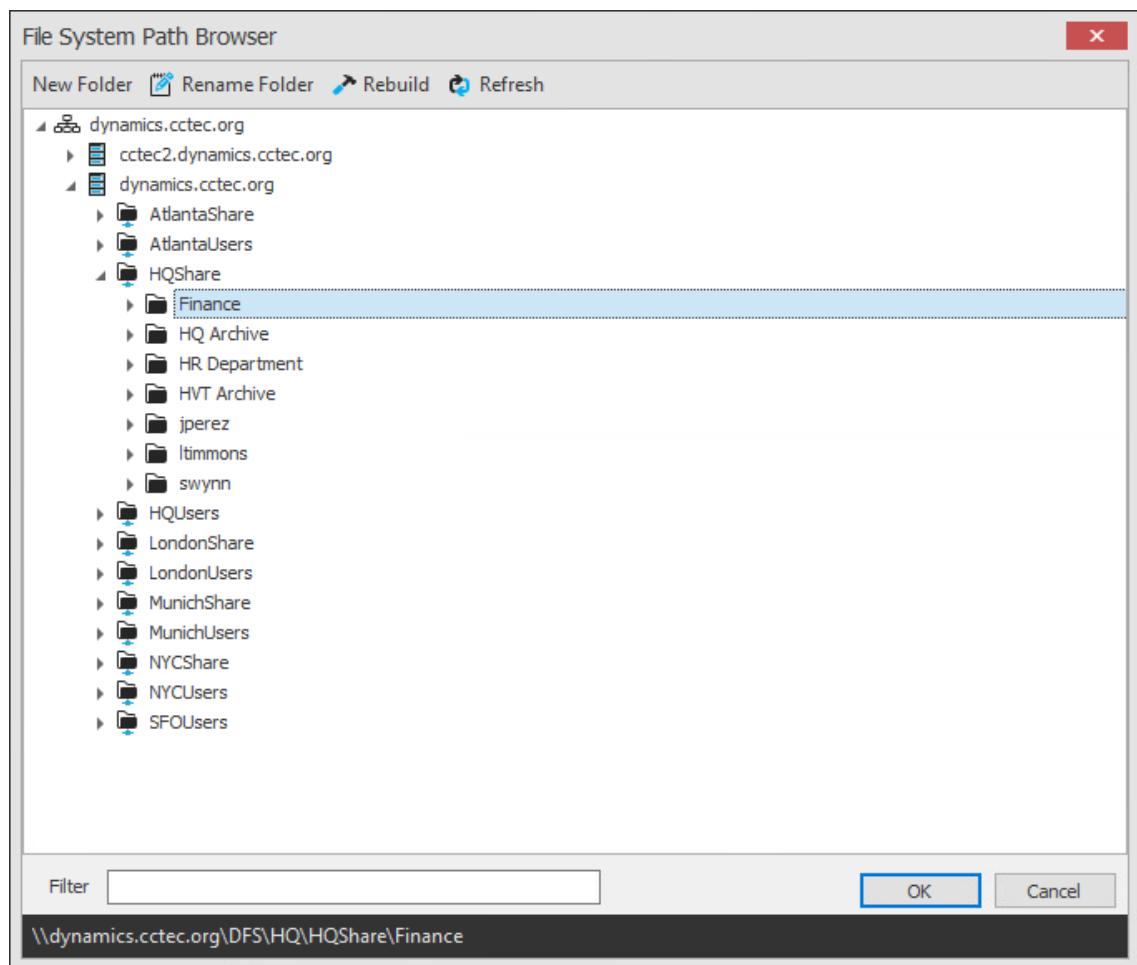 File System Path Browser
New Folder Rename Folder Rebuild Refresh
dynamics.cctec.org
cctec2.dynamics.cctec.org
dynamics.cctec.org
AtlantaShare
AtlantaUsers
HQShare
Finance
HQ Archive
HR Department
HVT Archive
jperez
ltimmons
swynn
HQUsers
LondonShare
LondonUsers
MunichShare
MunichUsers
NYCShare
NYCUsers
SFOUsers
Filter OK Cancel
\\dynamics.cctec.org\DFS\HQ\HQShare\Finance